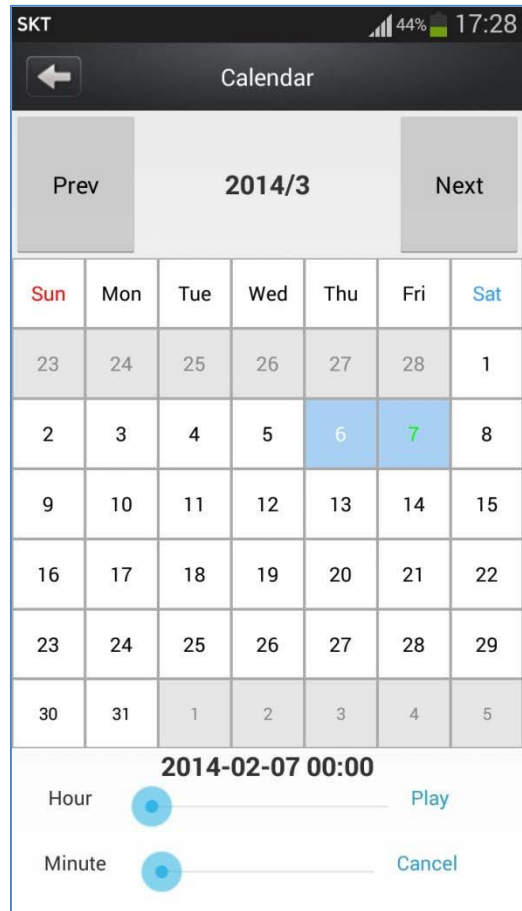 SKT 44% 17:28
Calendar
Prev 2014/3 Next
Sun Mon Tue Wed Thu Fri Sat
23 24 25 26 27 28 1
2 3 4 5 6 7 8
9 10 11 12 13 14 15
16 17 18 19 20 21 22
23 24 25 26 27 28 29
30 31 1 2 3 4 5
2014-02-07 00:00
Hour Play
Minute Cancel